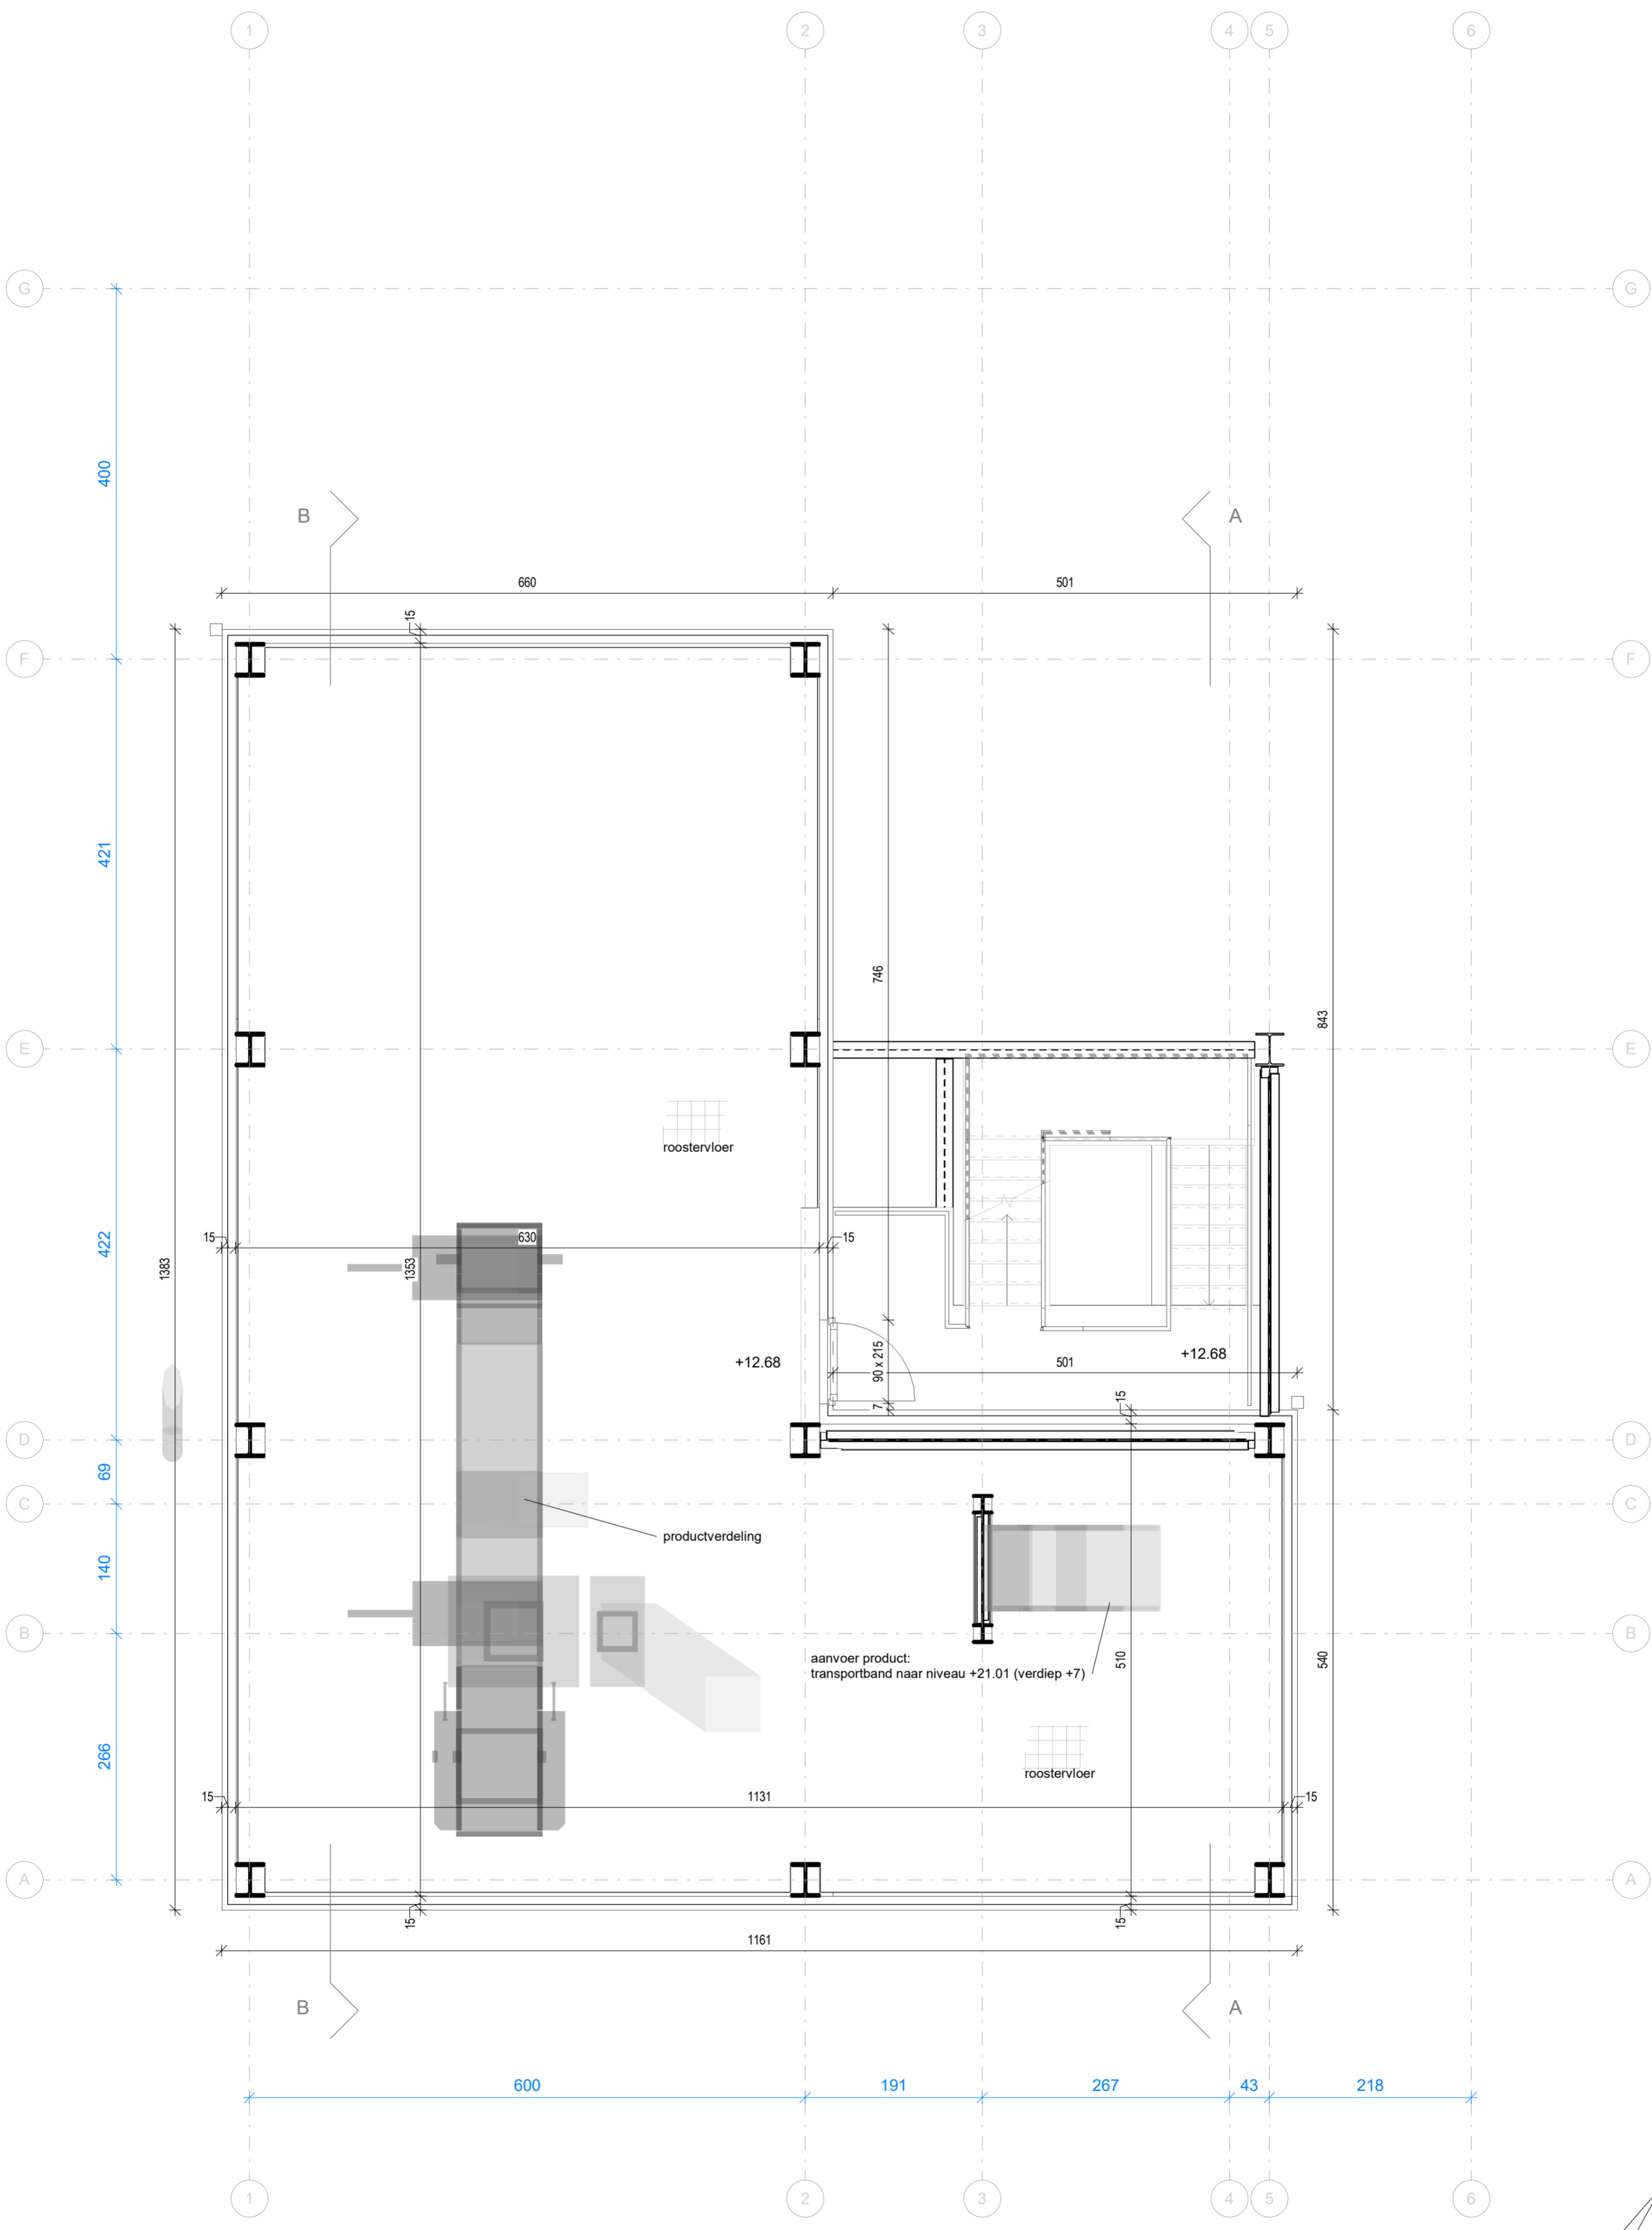 1 2 3 4 5 6
G G
400
B A
660 501
15
F F
421
746
843
E E
roostervloer
422
15 630 15
1383
1353
+12.68
90 x 215
+12.68
501
15
7
D D
69
C C
productverdeling
140
B B
aanvoer product:
transportband naar niveau +21.01 (verdiep +7)
510
540
266
roostervloer
15 1131 15
A A
15 15
1161
B A
600 191 267 43 218
1 2 3 4 5 6